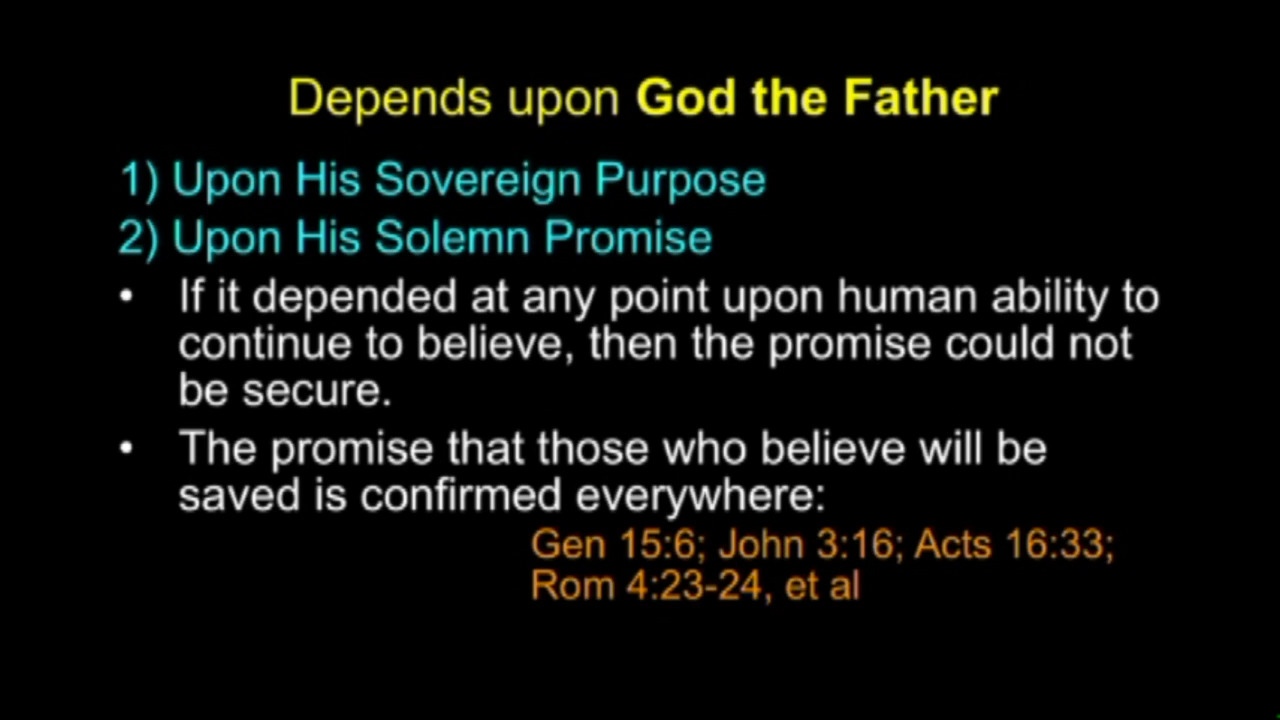 Depends upon God the Father
1) Upon His Sovereign Purpose
2) Upon His Solemn Promise
• If it depended at any point upon human ability to
continue to believe, then the promise could not
be secure.
• The promise that those who believe will be
saved is confirmed everywhere:
Gen 15:6; John 3:16; Acts 16:33;
Rom 4:23-24, et al